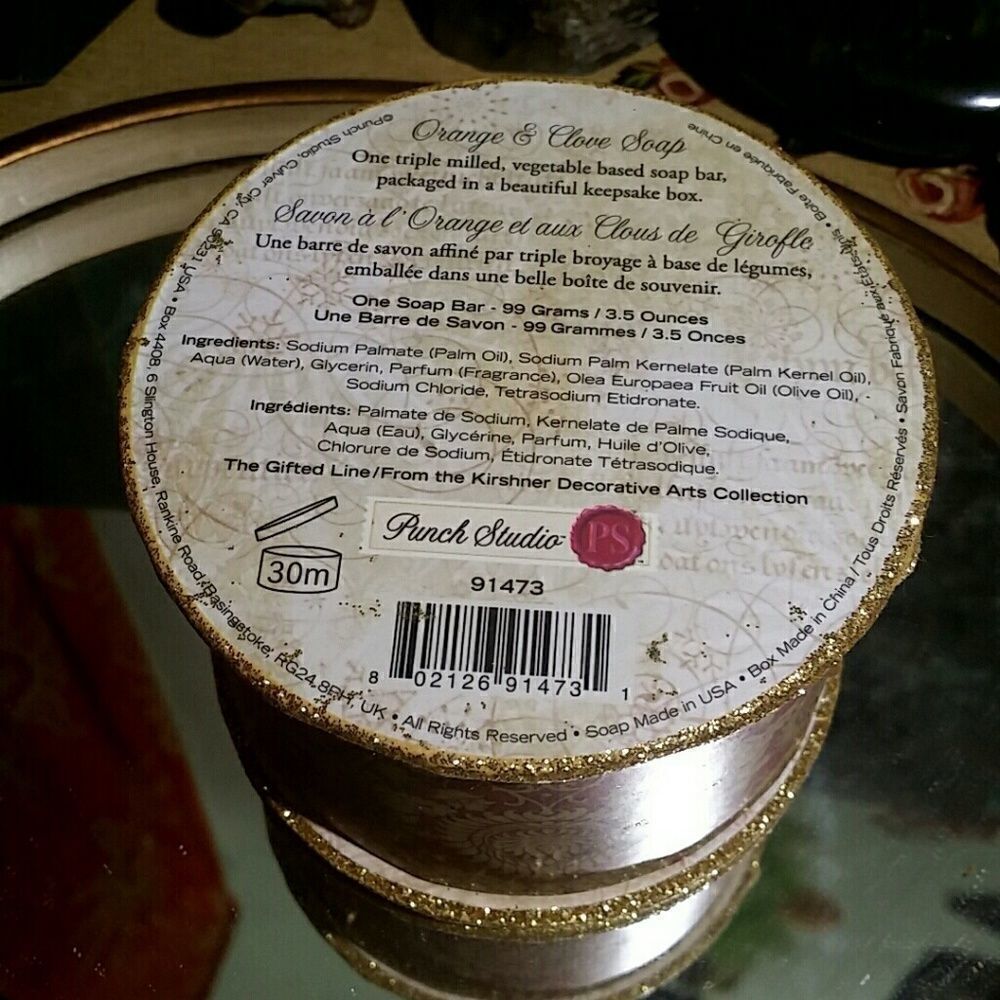 Orange & Clove Soap
One triple milled, vegetable based soap bar,
packaged in a beautiful keepsake box.
Savon à l'Orange et aux Clous de Girofle
Une barre de savon affiné par triple broyage à base de légumes,
emballée dans une belle boîte de souvenir.
One Soap Bar - 99 Grams / 3.5 Ounces
Une Barre de Savon - 99 Grammes / 3.5 Onces
Ingredients: Sodium Palmate (Palm Oil), Sodium Palm Kernelate (Palm Kernel Oil),
Aqua (Water), Glycerin, Parfum (Fragrance), Olea Europaea Fruit Oil (Olive Oil), -
Sodium Chloride, Tetrasodium Etidronate.
Ingrédients: Palmate de Sodium, Kernelate de Palme Sodique,
Aqua (Eau), Glycérine, Parfum, Huile d'Olive,
Chlorure de Sodium, Étidronate Tétrasodique.
The Gifted Line/From the Kirshner Decorative Arts Collection
Punch Studio PS
30m
91473
8 02126 91473 1
©Punch Studio, Culver City, CA 90231 USA • Box 4408, 6 Slington House, Rankine Road, Basingstoke, RG24 8PH, UK • All Rights Reserved • Soap Made in USA • Box Made in China / Tous Droits Réservés • Savon Fabriqué aux États-Unis • Boîte Fabriquée en Chine